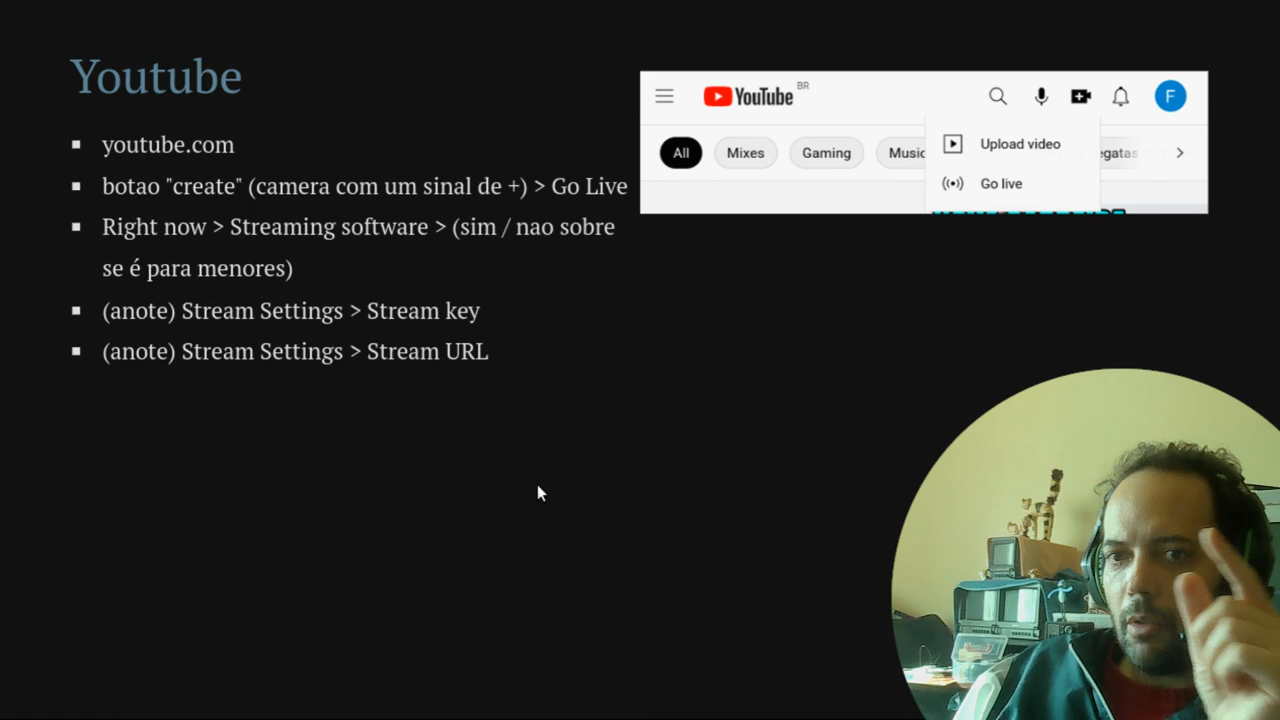 Youtube
youtube.com
botao "create" (camera com um sinal de +) > Go Live
Right now > Streaming software > (sim / nao sobre
se é para menores)
(anote) Stream Settings > Stream key
(anote) Stream Settings > Stream URL
YouTube BR
F
Upload video
All Mixes Gaming Music egatas
Go live